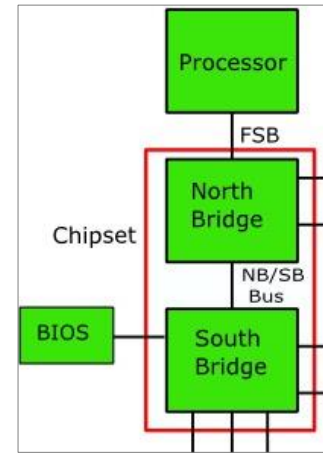 Processor
FSB
North
Bridge
Chipset
NB/SB
Bus
BIOS
South
Bridge